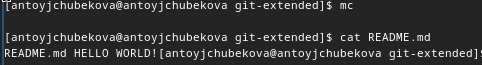 [antoyjchubekova@antoyjchubekova git-extended]$ mc
[antoyjchubekova@antoyjchubekova git-extended]$ cat README.md
README.md HELLO WORLD![antoyjchubekova@antoyjchubekova git-extended]$